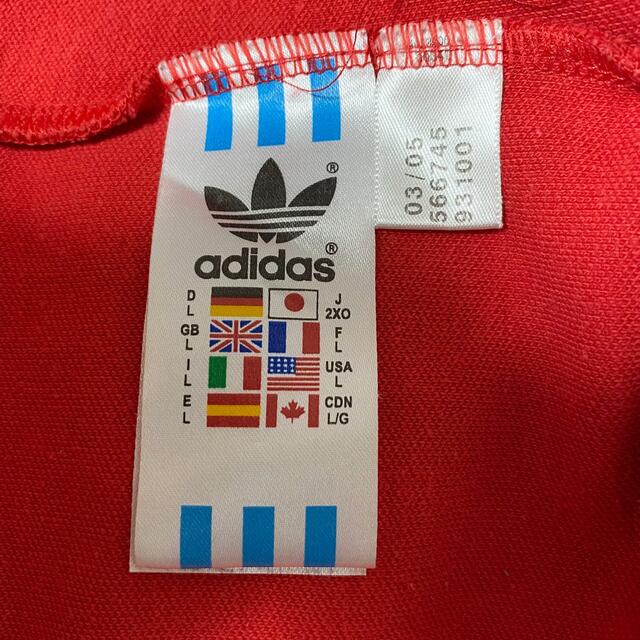 ®
adidas®
D
L
J
2XO
GB
L
F
L
I
L
USA
L
E
L
CDN
L/G
03/05
566745
931001